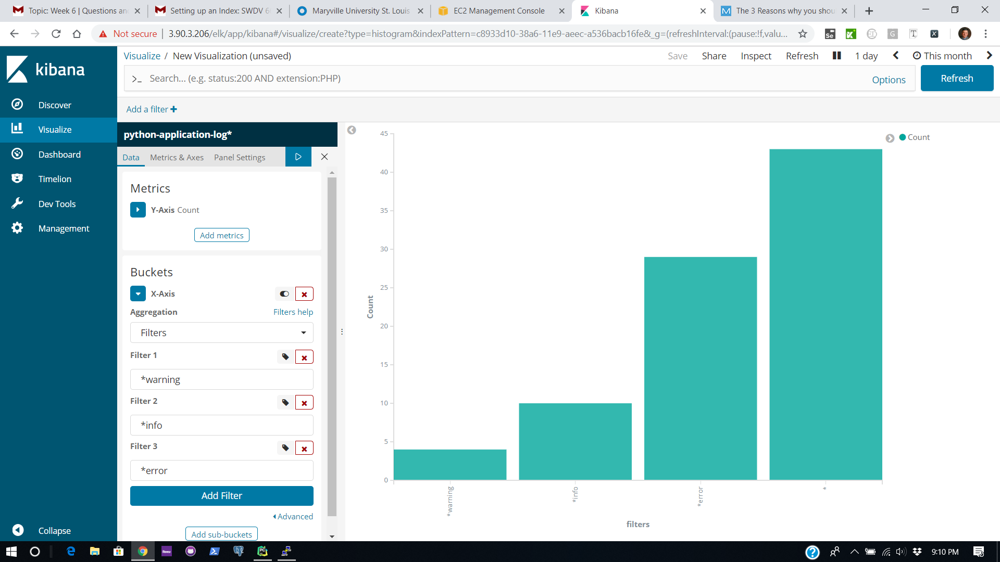 Topic: Week 6 | Questions an
Setting up an Index: SWDV 6
Maryville University St. Louis
EC2 Management Console
Kibana
The 3 Reasons why you shou
Not secure
3.90.3.206/elk/app/kibana#/visualize/create?type=histogram&indexPattern=c8933d10-38a6-11e9-aeec-a536bacb16fe&_g=(refreshInterval:(pause:!f,valu...
kibana
Visualize / New Visualization (unsaved)
Save
Share
Inspect
Refresh
1 day
This month
>_ Search... (e.g. status:200 AND extension:PHP)
Options
Refresh
Discover
Visualize
Dashboard
Timelion
Dev Tools
Management
Collapse
Add a filter +
python-application-log*
Data
Metrics & Axes
Panel Settings
Metrics
Y-Axis Count
Add metrics
Buckets
X-Axis
Aggregation
Filters help
Filters
Filter 1
*warning
Filter 2
*info
Filter 3
*error
Add Filter
Advanced
Add sub-buckets
45
40
35
30
25
20
15
10
5
0
Count
*warning
*info
*error
*
filters
Count
9:10 PM